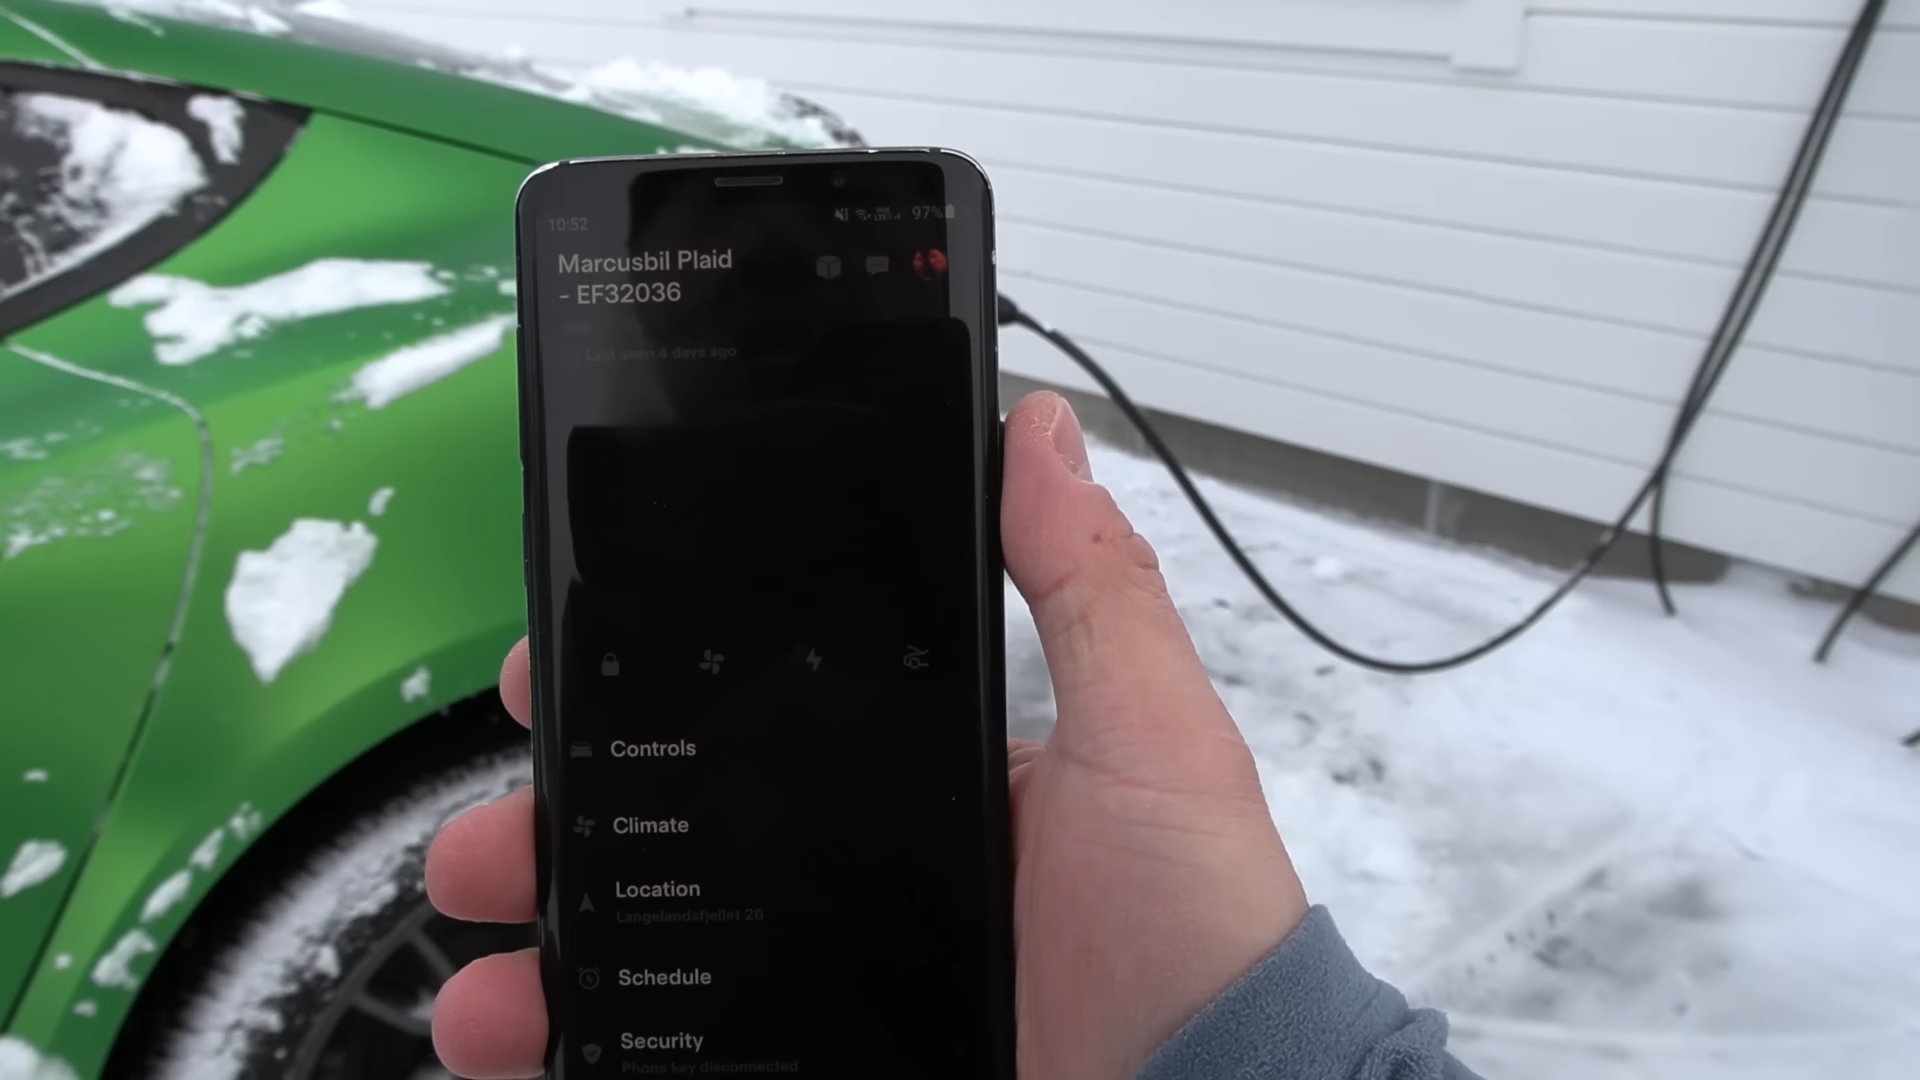 10:52
97%
Marcusbil Plaid
- EF32036
Last seen 4 days ago
Controls
Climate
Location
Langelandsfjellet 26
Schedule
Security
Phone key disconnected